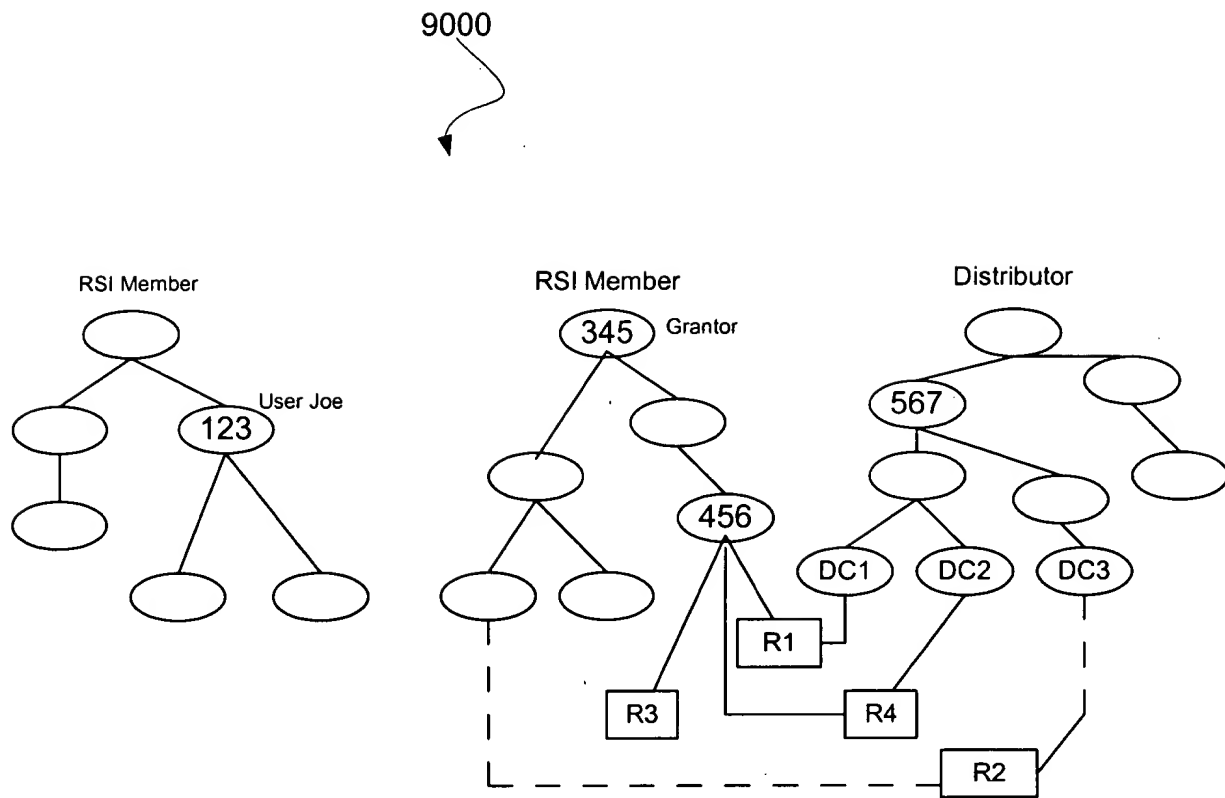 9000
RSI Member
RSI Member
Distributor
345
Grantor
User Joe
123
567
456
DC1
DC2
DC3
R1
R3
R4
R2